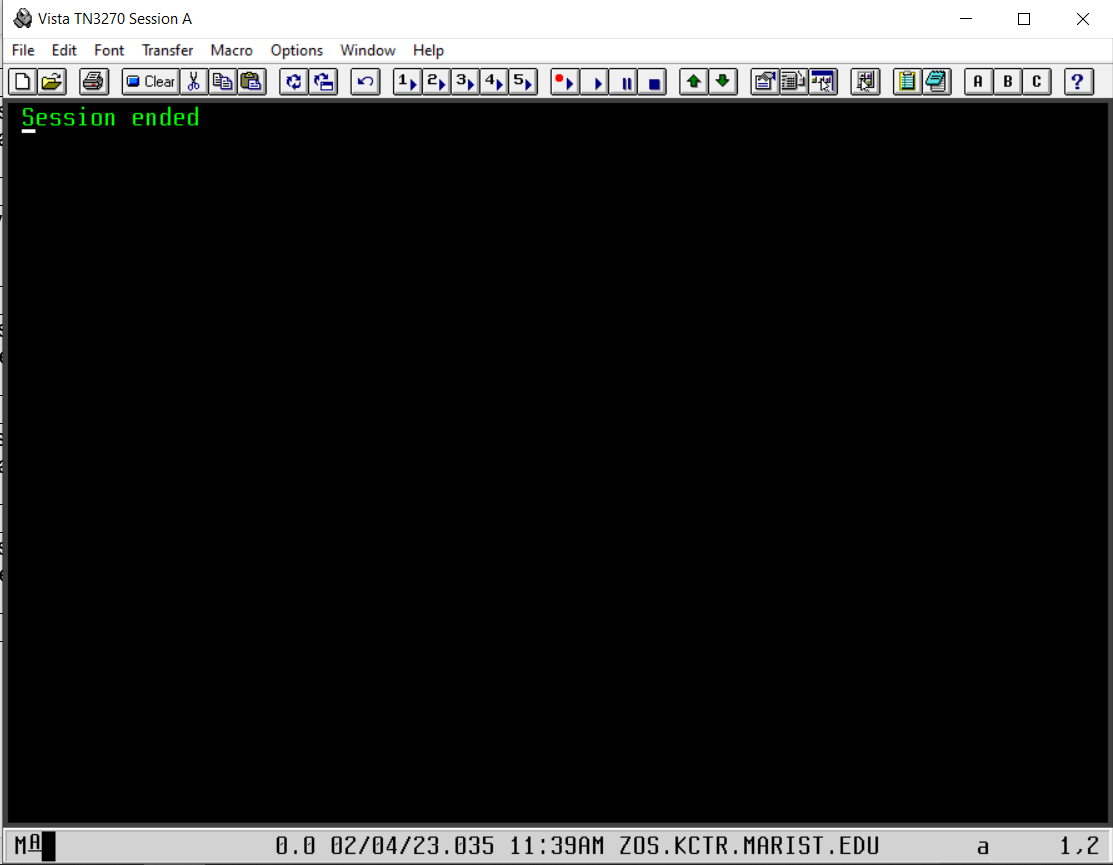 Vista TN3270 Session A
File Edit Font Transfer Macro Options Window Help
Clear 1 2 3 4 5 A B C ?
Session ended
MA 0.0 02/04/23.035 11:39AM ZOS.KCTR.MARIST.EDU a 1,2